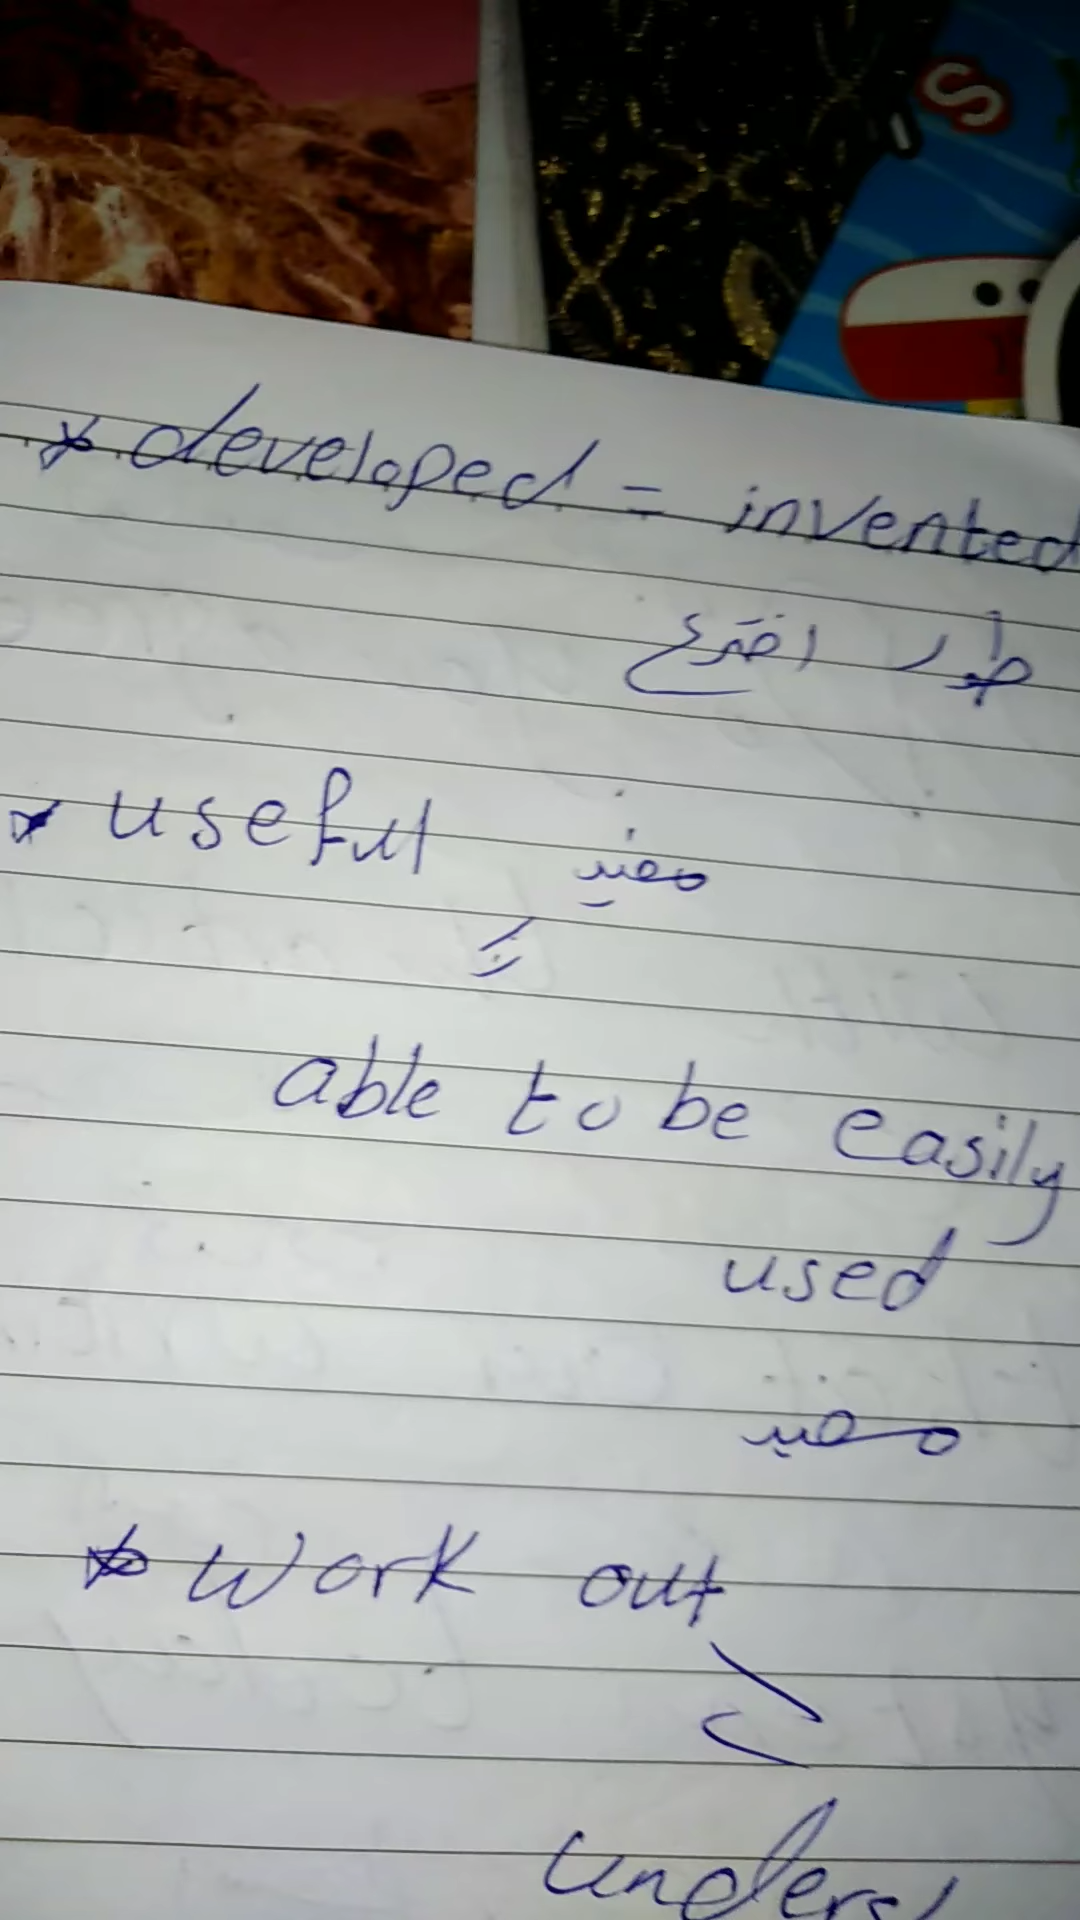 S
* developed = invented
طور اخترع
* useful مفيد
=
able to be easily
used
مفيد
* work out